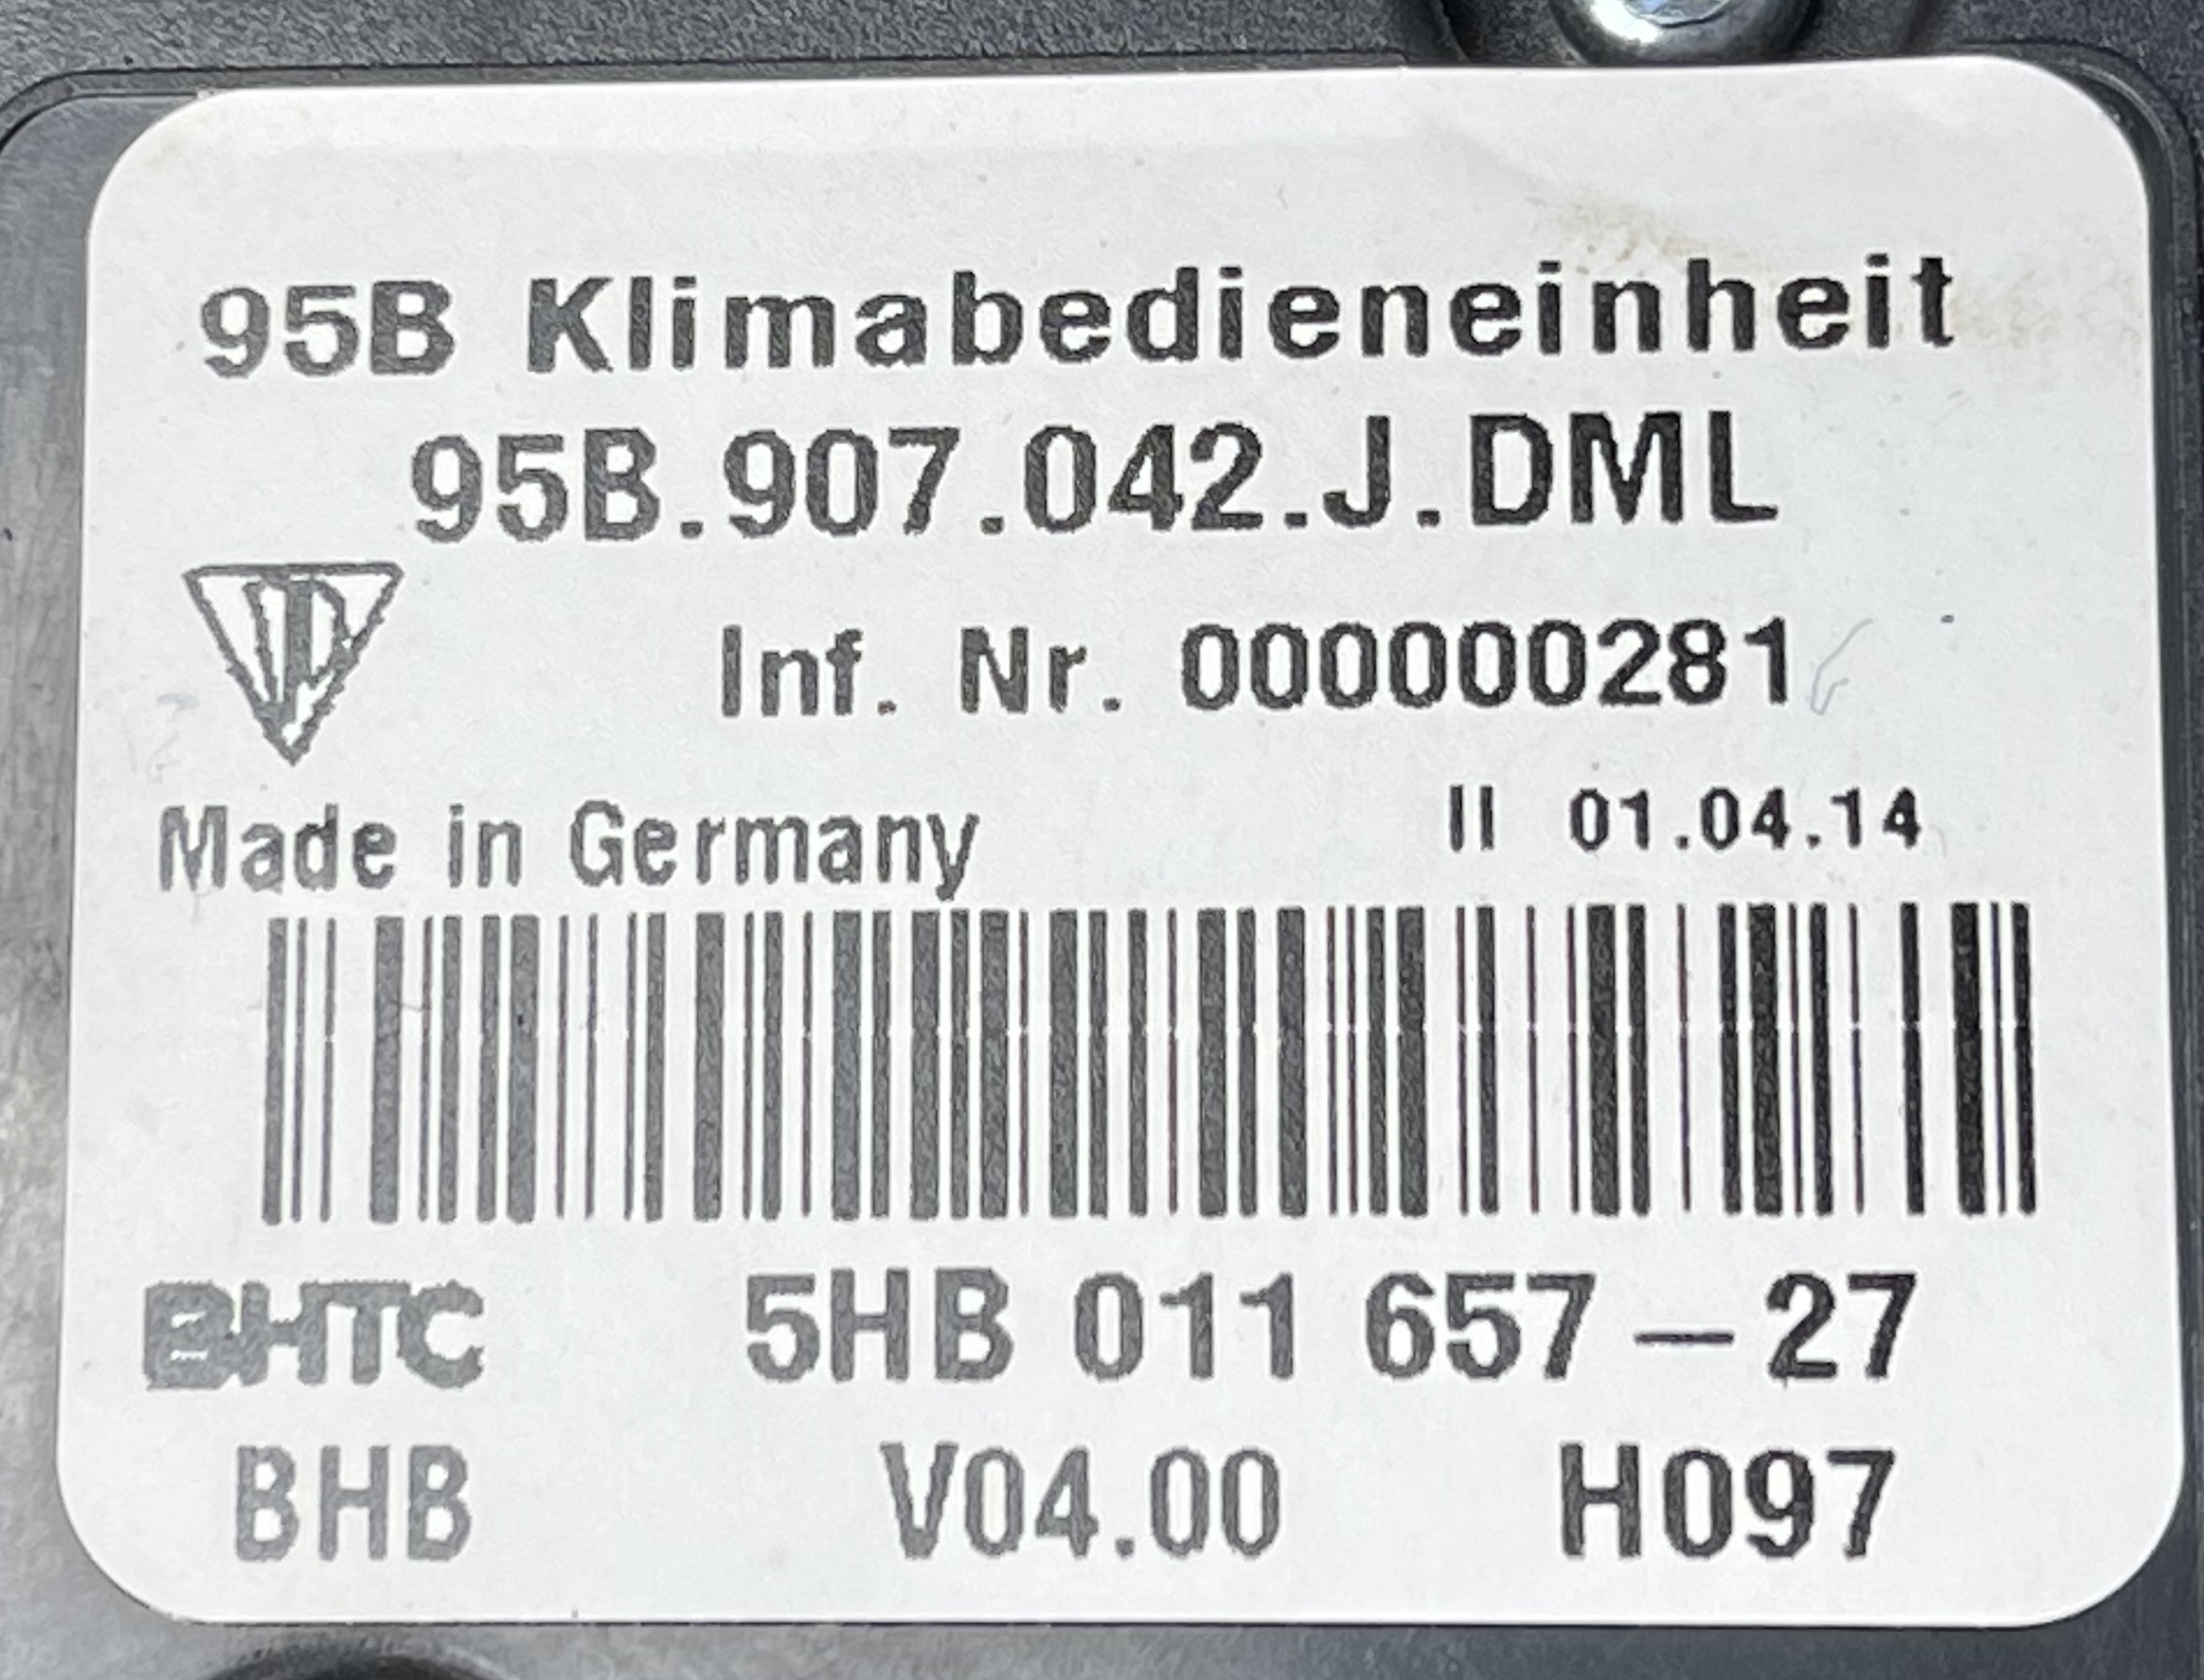 95B Klimabedieneinheit
95B.907.042.J.DML
Inf. Nr. 000000281
Made in Germany II 01.04.14
BHTC 5HB 011 657-27
BHB V04.00 H097